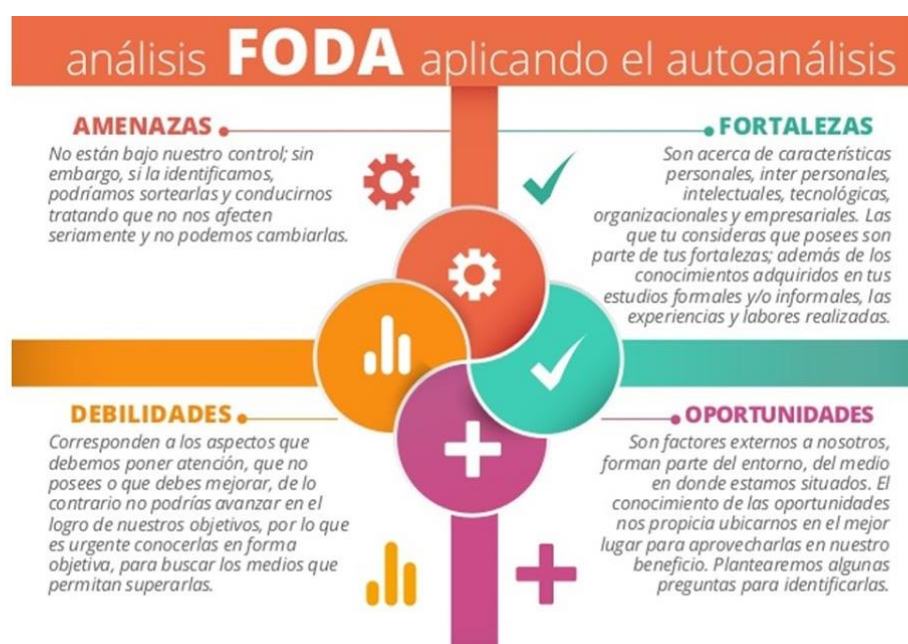 análisis FODA aplicando el autoanálisis
AMENAZAS
No están bajo nuestro control; sin
embargo, si la identificamos,
podríamos sortearlas y conducirnos
tratando que no nos afecten
seriamente y no podemos cambiarlas.
FORTALEZAS
Son acerca de características
personales, inter personales,
intelectuales, tecnológicas,
organizacionales y empresariales. Las
que tu consideras que posees son
parte de tus fortalezas; además de los
conocimientos adquiridos en tus
estudios formales y/o informales, las
experiencias y labores realizadas.
DEBILIDADES
Corresponden a los aspectos que
debemos poner atención, que no
posees o que debes mejorar, de lo
contrario no podrías avanzar en el
logro de nuestros objetivos, por lo que
es urgente conocerlas en forma
objetiva, para buscar los medios que
permitan superarlas.
OPORTUNIDADES
Son factores externos a nosotros,
forman parte del entorno, del medio
en donde estamos situados. El
conocimiento de las oportunidades
nos propicia ubicarnos en el mejor
lugar para aprovecharlas en nuestro
beneficio. Plantearemos algunas
preguntas para identificarlas.